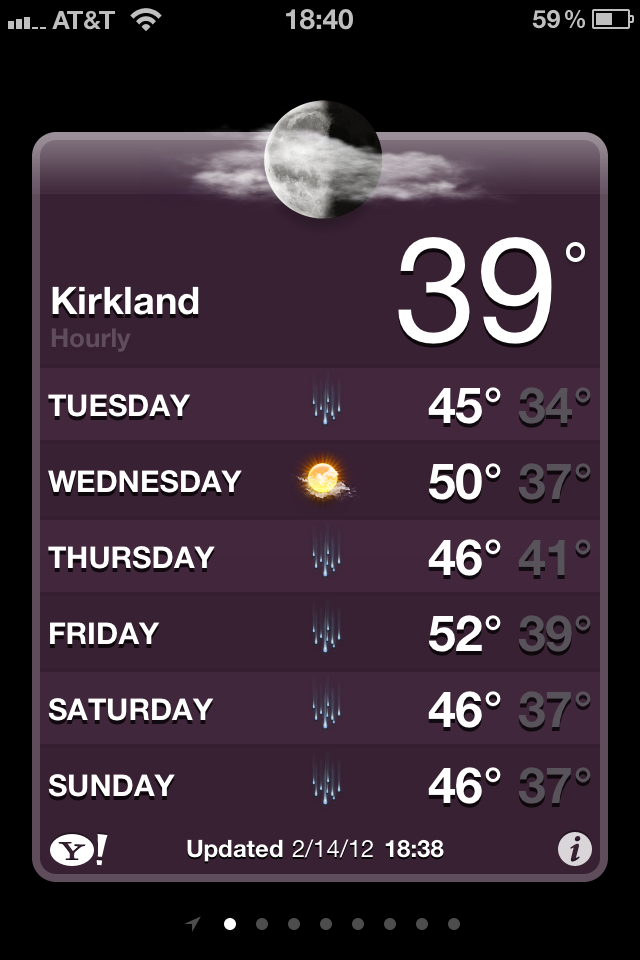 AT&T 18:40 59%
39°
Kirkland
Hourly
TUESDAY 45° 34°
WEDNESDAY 50° 37°
THURSDAY 46° 41°
FRIDAY 52° 39°
SATURDAY 46° 37°
SUNDAY 46° 37°
Y! Updated 2/14/12 18:38 i